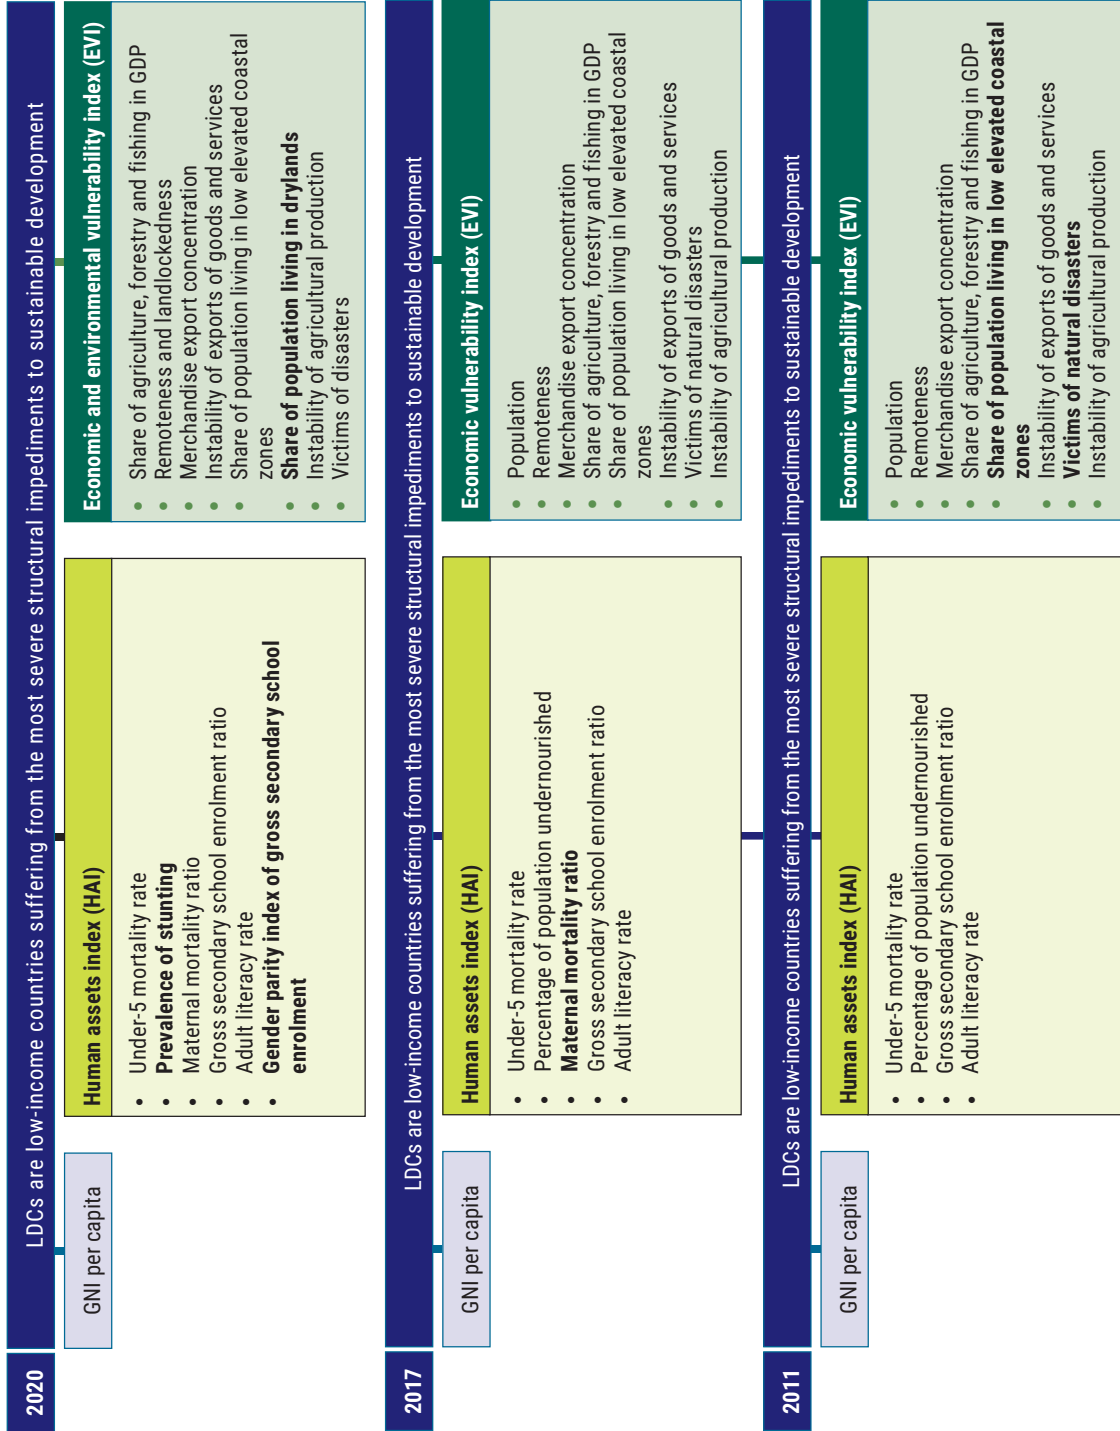 2020
LDCs are low-income countries suffering from the most severe structural impediments to sustainable development
GNI per capita
Human assets index (HAI)
• Under-5 mortality rate
• Prevalence of stunting
• Maternal mortality ratio
• Gross secondary school enrolment ratio
• Adult literacy rate
• Gender parity index of gross secondary school
enrolment
Economic and environmental vulnerability index (EVI)
• Share of agriculture, forestry and fishing in GDP
• Remoteness and landlockedness
• Merchandise export concentration
• Instability of exports of goods and services
• Share of population living in low elevated coastal
zones
• Share of population living in drylands
• Instability of agricultural production
• Victims of disasters
2017
LDCs are low-income countries suffering from the most severe structural impediments to sustainable development
GNI per capita
Human assets index (HAI)
• Under-5 mortality rate
• Percentage of population undernourished
• Maternal mortality ratio
• Gross secondary school enrolment ratio
• Adult literacy rate
Economic vulnerability index (EVI)
• Population
• Remoteness
• Merchandise export concentration
• Share of agriculture, forestry and fishing in GDP
• Share of population living in low elevated coastal
zones
• Instability of exports of goods and services
• Victims of natural disasters
• Instability of agricultural production
2011
LDCs are low-income countries suffering from the most severe structural impediments to sustainable development
GNI per capita
Human assets index (HAI)
• Under-5 mortality rate
• Percentage of population undernourished
• Gross secondary school enrolment ratio
• Adult literacy rate
Economic vulnerability index (EVI)
• Population
• Remoteness
• Merchandise export concentration
• Share of agriculture, forestry and fishing in GDP
• Share of population living in low elevated coastal
zones
• Instability of exports of goods and services
• Victims of natural disasters
• Instability of agricultural production